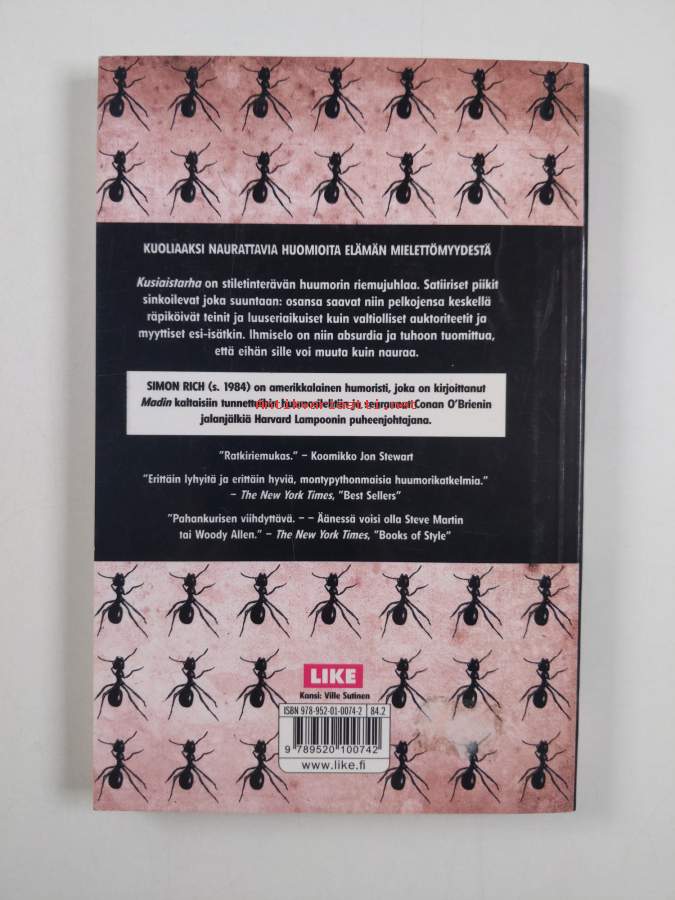 KUOLIAAKSI NAURATTAVIA HUOMIOITA ELÄMÄN MIELETTÖMYYDESTÄ
Kusiaistarha on stiletinterävän huumorin riemujuhlaa. Satiiriset piikit
sinkoilevat joka suuntaan: osansa saavat niin pelkojensa keskellä
räpiköivät teinit ja luuseriaikuiset kuin valtiolliset auktoriteetit ja
myyttiset esi-isätkin. Ihmiselo on niin absurdia ja tuhoon tuomittua,
että eihän sille voi muuta kuin nauraa.
SIMON RICH (s. 1984) on amerikkalainen humoristi, joka on kirjoittanut
Madin kaltaisiin tunnettuihin huumorilehtiin ja seurannut Conan O'Brienin
jalanjälkiä Harvard Lampoonin puheenjohtajana.
"Ratkiriemukas." – Koomikko Jon Stewart
"Erittäin lyhyitä ja erittäin hyviä, montypythonmaisia huumorikatkelmia."
– The New York Times, "Best Sellers"
"Pahankurisen viihdyttävä. – – Äänessä voisi olla Steve Martin
tai Woody Allen." – The New York Times, "Books of Style"
LIKE
Kansi: Ville Sutinen
ISBN 978-952-01-0074-2 84.2
9 789520 100742
www.like.fi